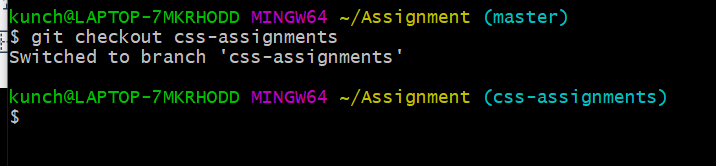 kunch@LAPTOP-7MKRHODD MINGW64 ~/Assignment (master)
$ git checkout css-assignments
Switched to branch 'css-assignments'
kunch@LAPTOP-7MKRHODD MINGW64 ~/Assignment (css-assignments)
$